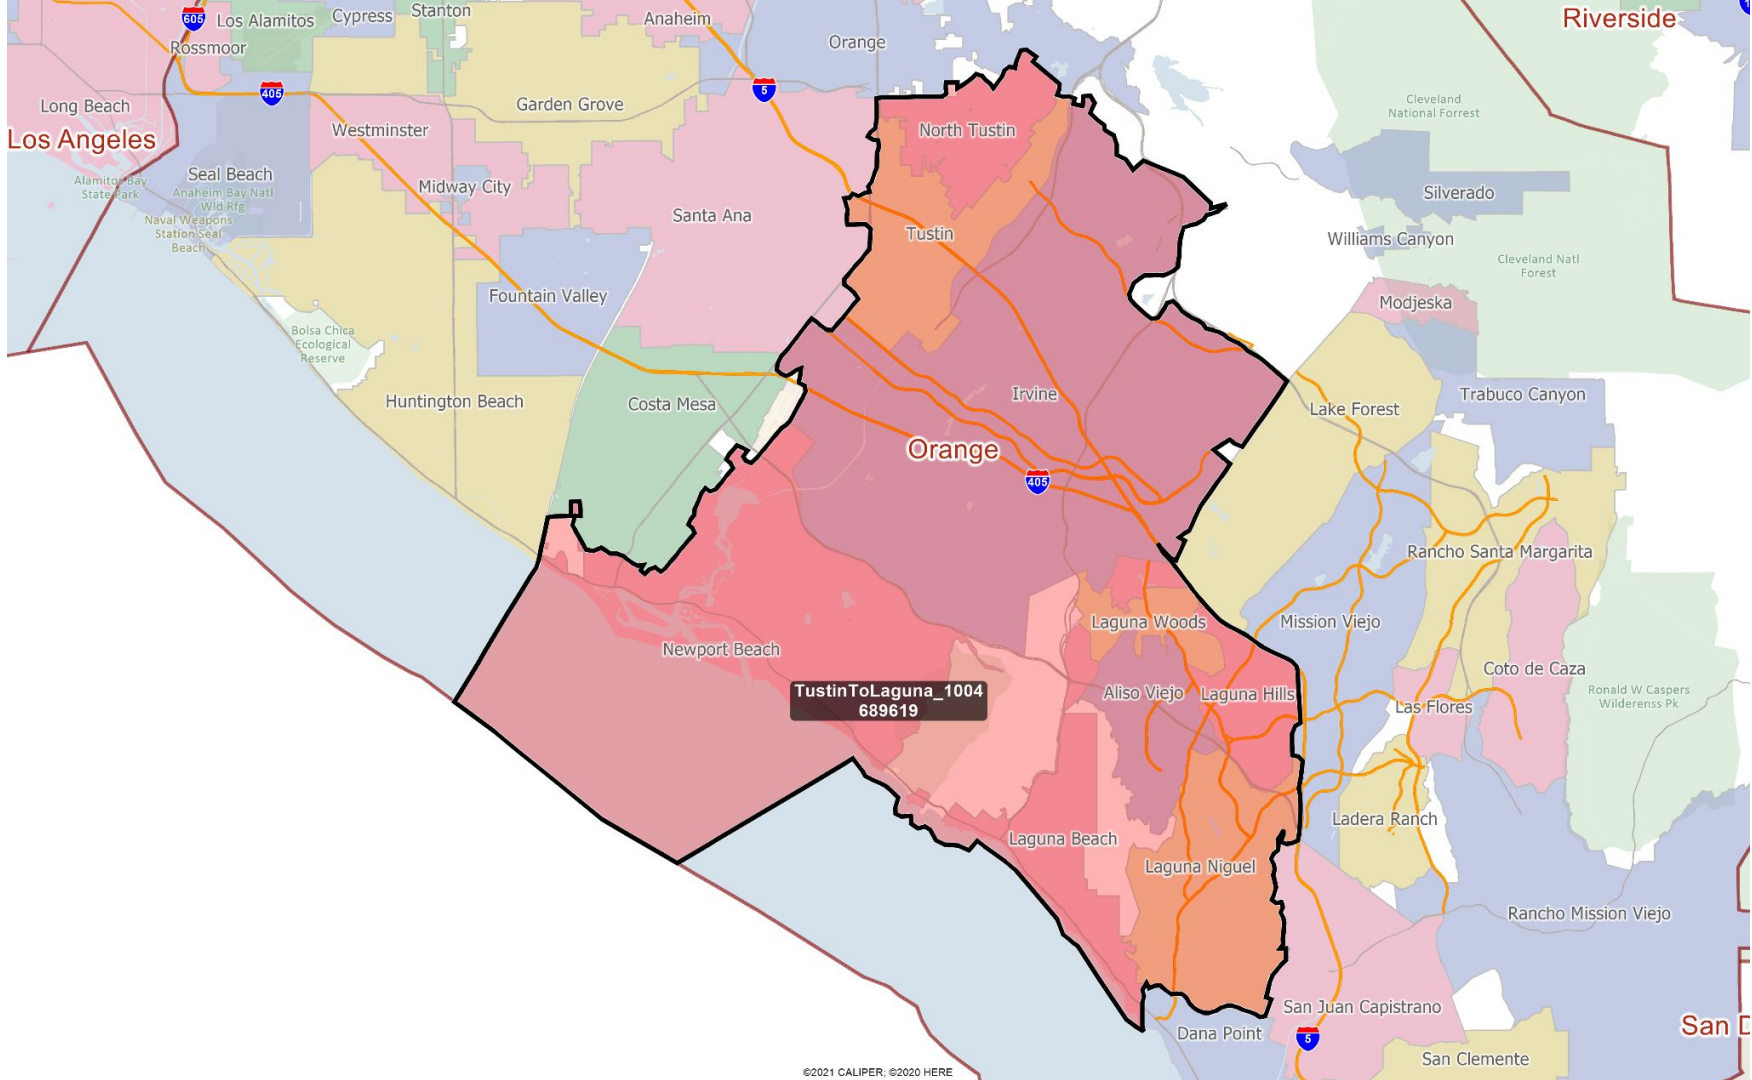 605
Los Alamitos
Cypress
Stanton
Anaheim
Orange
Riverside
Rossmoor
405
5
Long Beach
Los Angeles
Westminster
Garden Grove
North Tustin
Cleveland
National Forrest
Alamitos Bay
State Park
Seal Beach
Anaheim Bay Natl
Wld Rfg
Naval Weapons
Station Seal
Beach
Midway City
Santa Ana
Tustin
Silverado
Williams Canyon
Cleveland Natl
Forest
Fountain Valley
Modjeska
Bolsa Chica
Ecological
Reserve
Huntington Beach
Costa Mesa
Irvine
Lake Forest
Trabuco Canyon
Orange
405
Rancho Santa Margarita
Laguna Woods
Mission Viejo
Newport Beach
Coto de Caza
TustinToLaguna_1004
689619
Aliso Viejo
Laguna Hills
Las Flores
Ronald W Caspers
Wilderenss Pk
Laguna Beach
Ladera Ranch
Laguna Niguel
Rancho Mission Viejo
San Juan Capistrano
San D
Dana Point
5
San Clemente
©2021 CALIPER; ©2020 HERE